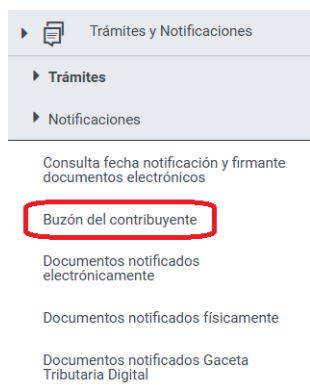 Trámites y Notificaciones
Trámites
Notificaciones
Consulta fecha notificación y firmante
documentos electrónicos
Buzón del contribuyente
Documentos notificados
electrónicamente
Documentos notificados físicamente
Documentos notificados Gaceta
Tributaria Digital